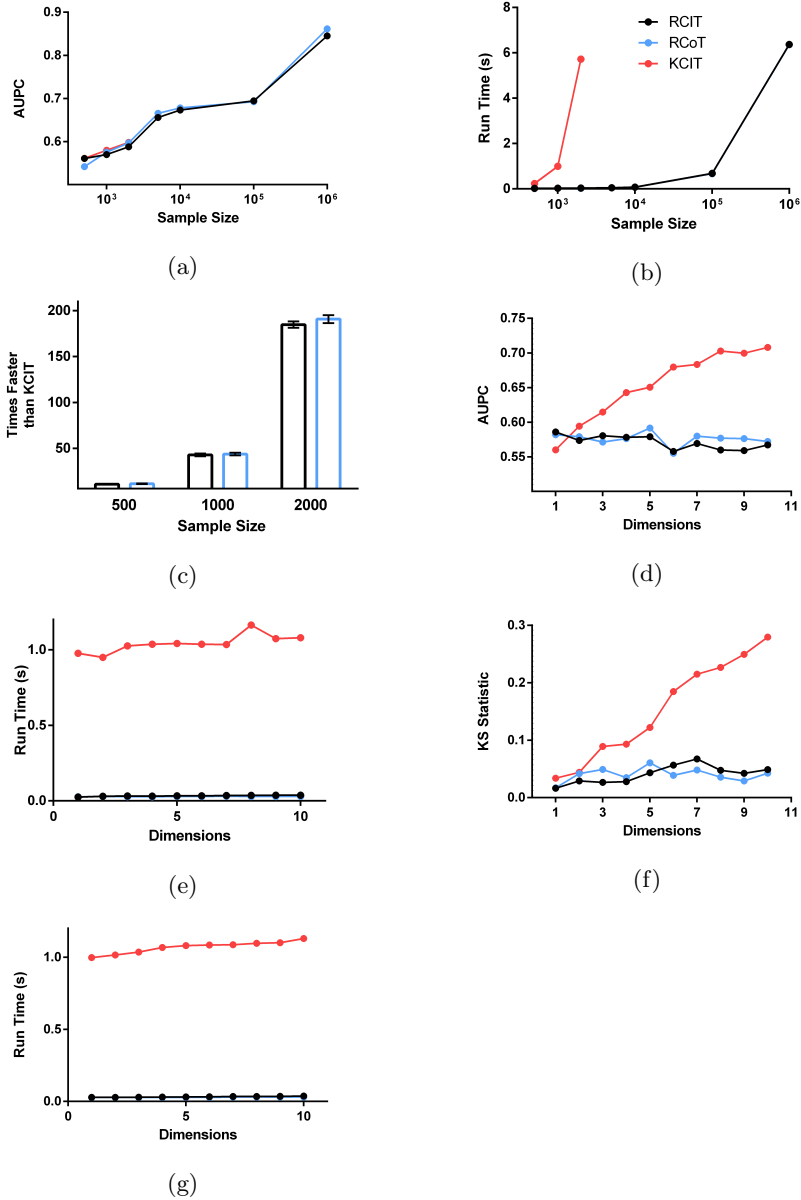 0.9
0.8
0.7
0.6
AUPC
10³ 10⁴ 10⁵ 10⁶
Sample Size
(a)
8
6
4
2
0
Run Time (s)
RCIT
RCoT
KCIT
10³ 10⁴ 10⁵ 10⁶
Sample Size
(b)
200
150
100
50
Times Faster
than KCIT
500 1000 2000
Sample Size
(c)
0.75
0.70
0.65
0.60
0.55
AUPC
1 3 5 7 9 11
Dimensions
(d)
1.0
0.5
0.0
Run Time (s)
0 5 10
Dimensions
(e)
0.3
0.2
0.1
0.0
KS Statistic
1 3 5 7 9 11
Dimensions
(f)
1.0
0.5
0.0
Run Time (s)
0 5 10
Dimensions
(g)